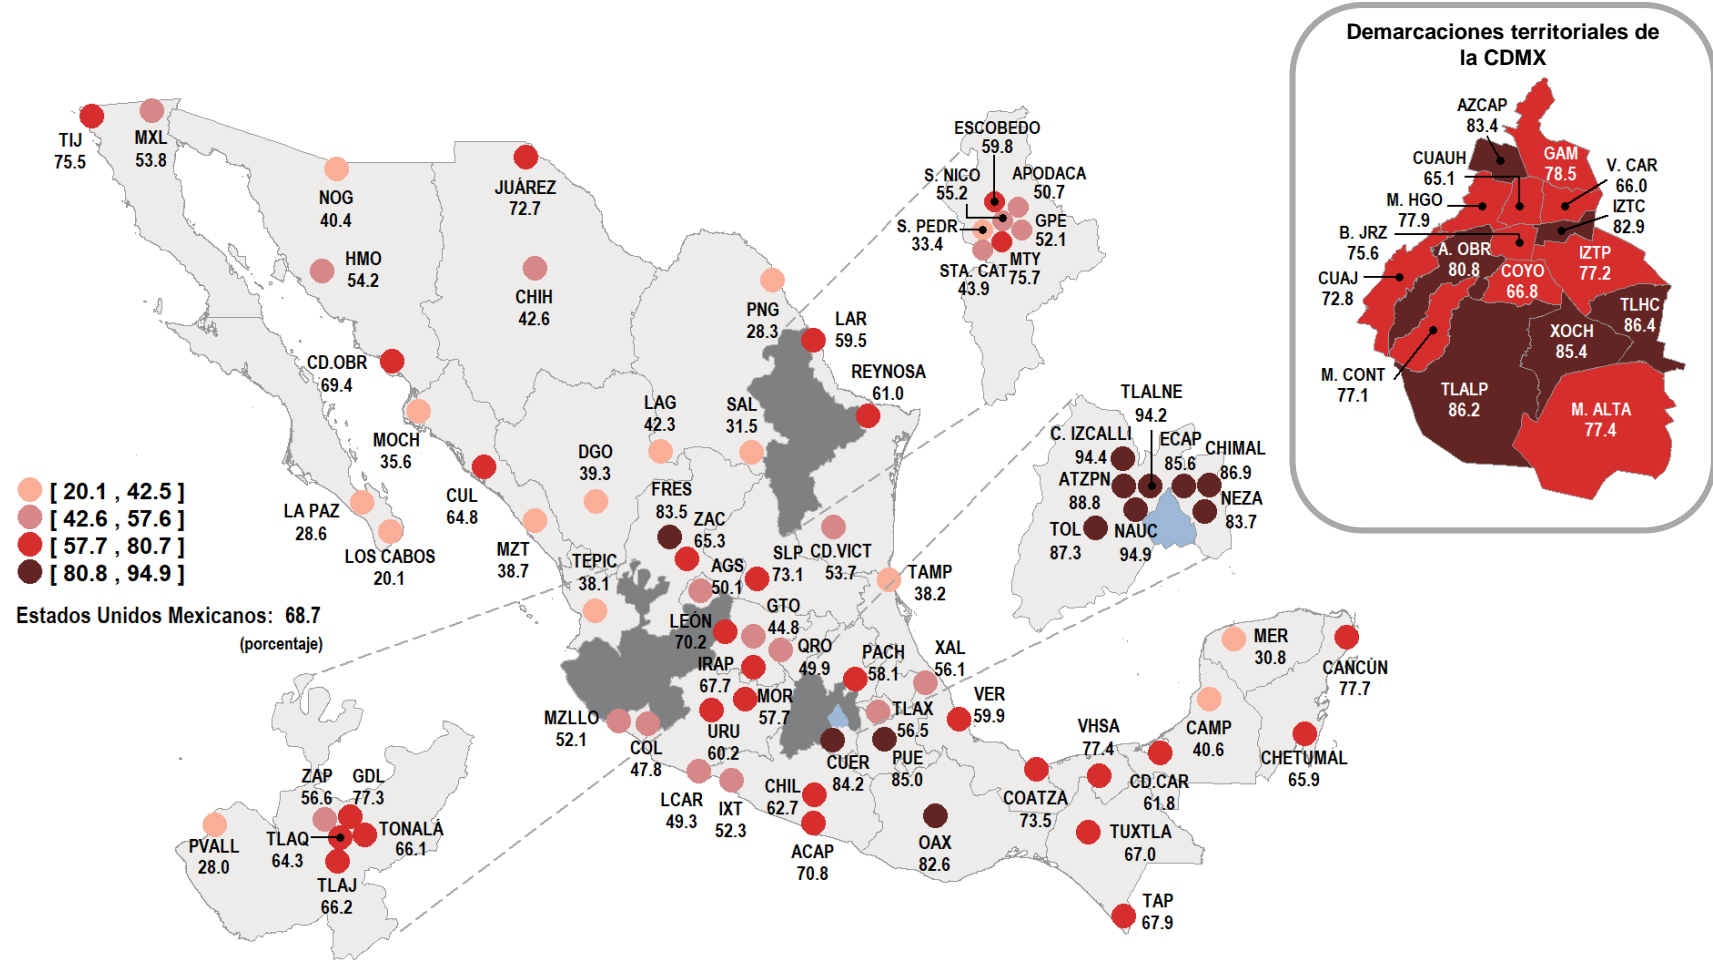 Demarcaciones territoriales de
la CDMX
AZCAP
83.4
CUAUH
65.1
GAM
78.5
V. CAR
66.0
M. HGO
77.9
IZTC
82.9
B. JRZ
75.6
A. OBR
80.8
IZTP
77.2
CUAJ
72.8
COYO
66.8
TLHC
86.4
XOCH
85.4
M. CONT
77.1
TLALP
86.2
M. ALTA
77.4
TIJ
75.5
MXL
53.8
NOG
40.4
JUÁREZ
72.7
HMO
54.2
CHIH
42.6
ESCOBEDO
59.8
S. NICO
55.2
APODACA
50.7
S. PEDR
33.4
GPE
52.1
STA. CAT
43.9
MTY
75.7
PNG
28.3
LAR
59.5
CD.OBR
69.4
REYNOSA
61.0
MOCH
35.6
LAG
42.3
SAL
31.5
DGO
39.3
CUL
64.8
TLALNE
94.2
C. IZCALLI
94.4
ECAP
85.6
CHIMAL
86.9
ATZPN
88.8
NEZA
83.7
TOL
87.3
NAUC
94.9
[ 20.1 , 42.5 ]
[ 42.6 , 57.6 ]
[ 57.7 , 80.7 ]
[ 80.8 , 94.9 ]
Estados Unidos Mexicanos: 68.7
(porcentaje)
LA PAZ
28.6
LOS CABOS
20.1
MZT
38.7
FRES
83.5
ZAC
65.3
TEPIC
38.1
AGS
50.1
SLP
73.1
CD.VICT
53.7
TAMP
38.2
LEÓN
70.2
GTO
44.8
QRO
49.9
IRAP
67.7
PACH
58.1
XAL
56.1
MOR
57.7
TLAX
56.5
VER
59.9
MZLLO
52.1
COL
47.8
URU
60.2
CUER
84.2
PUE
85.0
LCAR
49.3
IXT
52.3
CHIL
62.7
ACAP
70.8
OAX
82.6
COATZA
73.5
VHSA
77.4
CD.CAR
61.8
TUXTLA
67.0
TAP
67.9
MER
30.8
CANCÚN
77.7
CAMP
40.6
CHETUMAL
65.9
ZAP
56.6
GDL
77.3
PVALL
28.0
TLAQ
64.3
TONALÁ
66.1
TLAJ
66.2